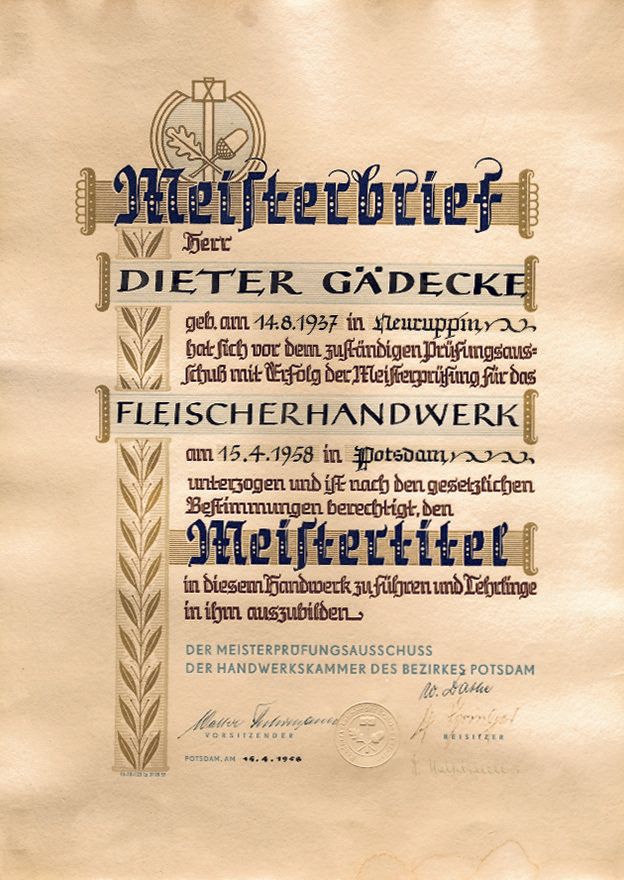 Meisterbrief
Herr
DIETER GÄDECKE
geb. am 14.8.1937 in Neuruppin
hat sich vor dem zuständigen Prüfungsaus-
schuß mit Erfolg der Meisterprüfung für das
FLEISCHERHANDWERK
am 15.4.1958 in Potsdam
unterzogen und ist nach den gesetzlichen
Bestimmungen berechtigt, den
Meistertitel
in diesem Handwerk zu führen und Lehrlinge
in ihm auszubilden
DER MEISTERPRÜFUNGSAUSSCHUSS
DER HANDWERKSKAMMER DES BEZIRKES POTSDAM
W. Däthe
VORSITZENDER
BEISITZER
POTSDAM, AM 15.4.1958